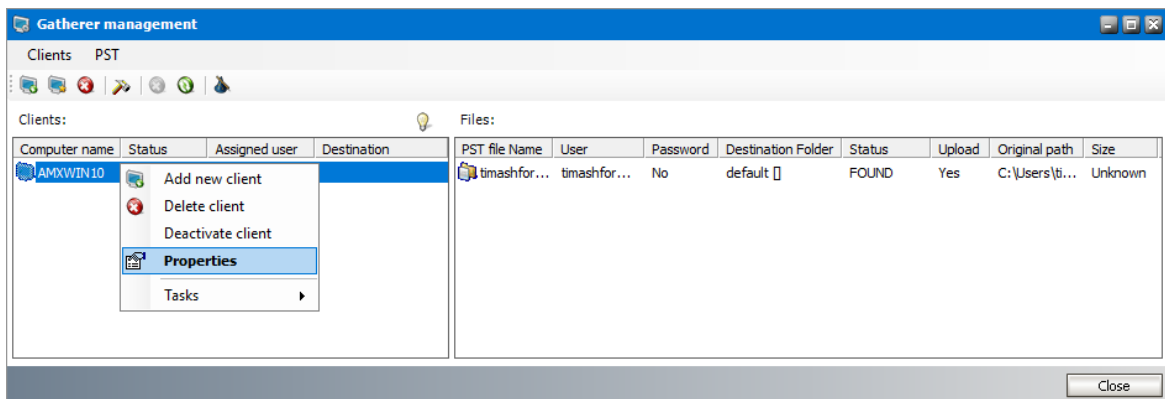 Gatherer management
Clients PST
Clients:
Files:
Computer name Status Assigned user Destination
PST file Name User Password Destination Folder Status Upload Original path Size
AMXWIN10
timashfor... timashfor... No default [] FOUND Yes C:\Users\ti... Unknown
Add new client
Delete client
Deactivate client
Properties
Tasks
Close